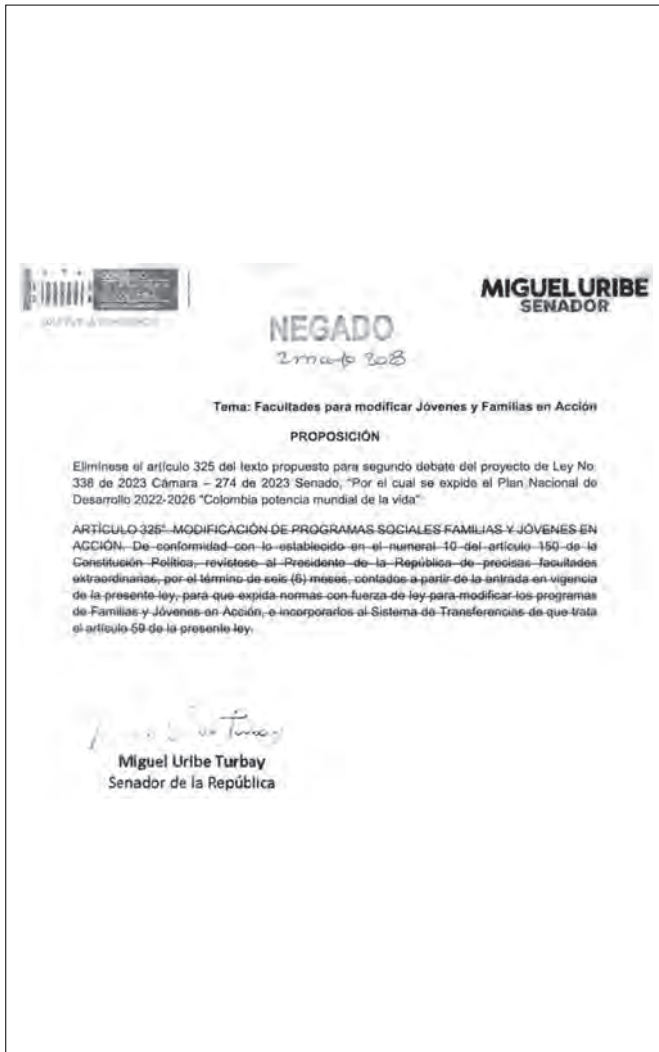 MIGUEL URIBE
SENADOR
NEGADO
2 mayo 2023
Tema: Facultades para modificar Jóvenes y Familias en Acción
PROPOSICIÓN
Elimínese el artículo 325 del texto propuesto para segundo debate del proyecto de Ley No.
338 de 2023 Cámara – 274 de 2023 Senado, "Por el cual se expide el Plan Nacional de
Desarrollo 2022-2026 "Colombia potencia mundial de la vida"
ARTÍCULO 325°. MODIFICACIÓN DE PROGRAMAS SOCIALES FAMILIAS Y JÓVENES EN
ACCIÓN. De conformidad con lo establecido en el numeral 10 del artículo 150 de la
Constitución Política, revístese al Presidente de la República de precisas facultades
extraordinarias, por el término de seis (6) meses, contados a partir de la entrada en vigencia
de la presente ley, para que expida normas con fuerza de ley para modificar los programas
de Familias y Jóvenes en Acción, e incorporarlos al Sistema de Transferencias de que trata
el artículo 59 de la presente ley.
Miguel Uribe Turbay
Senador de la República